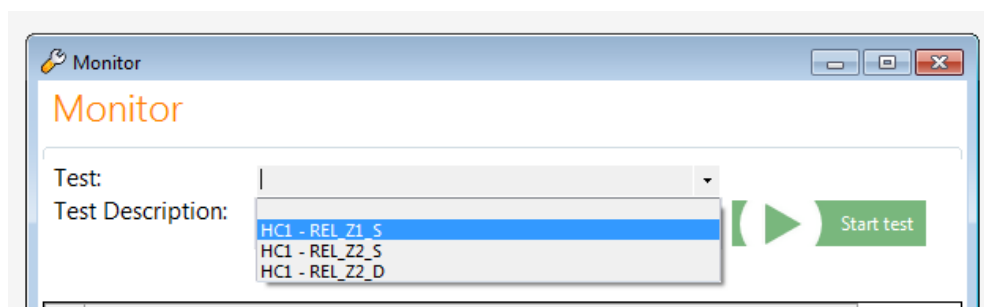 Monitor
Monitor
Test:
Test Description:
HC1 - REL_Z1_S
HC1 - REL_Z2_S
HC1 - REL_Z2_D
Start test